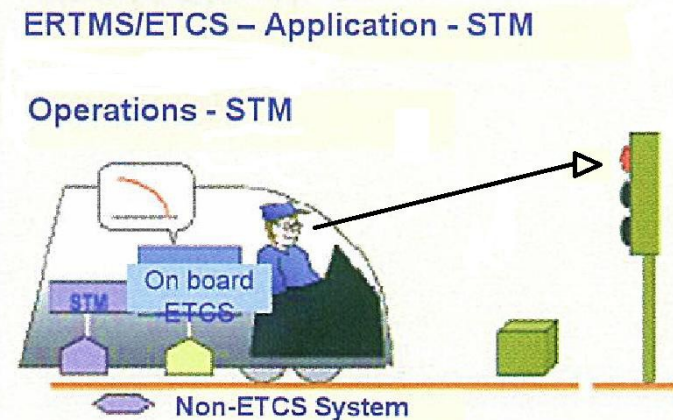 ERTMS/ETCS – Application - STM
Operations - STM
On board
STM
ETCS
Non-ETCS System